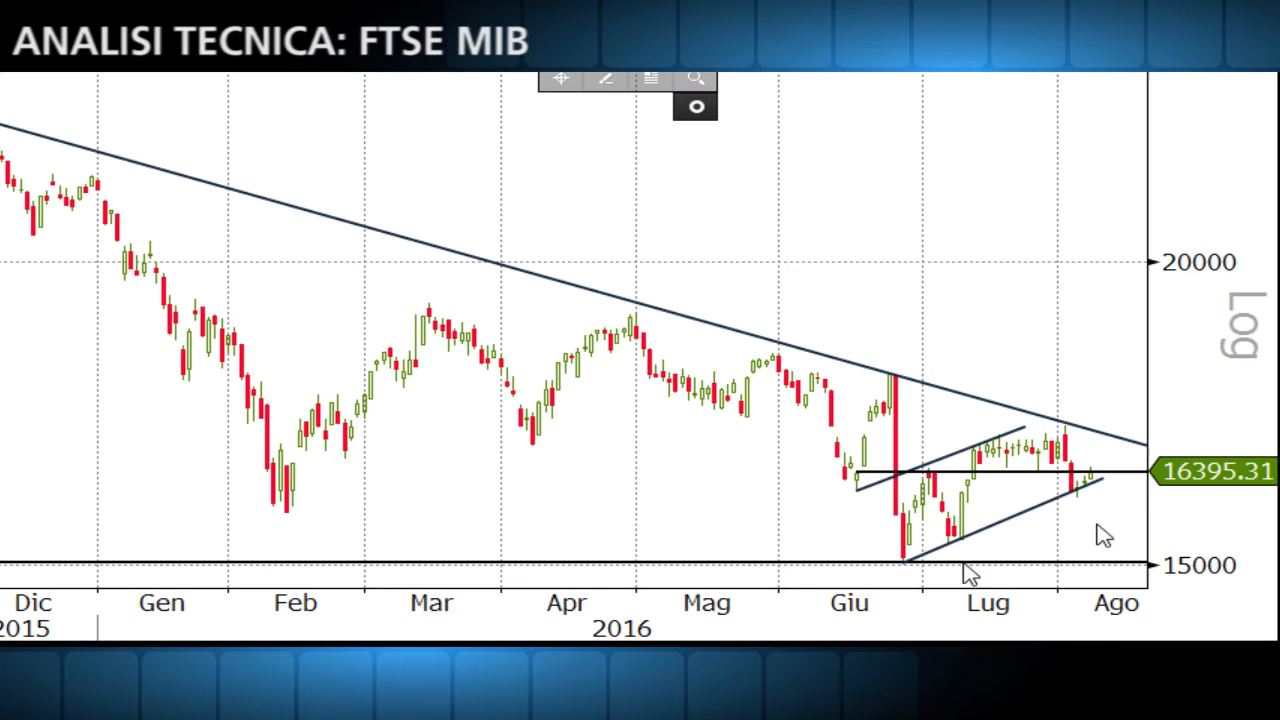 ANALISI TECNICA: FTSE MIB
20000
Log
16395.31
15000
Dic Gen Feb Mar Apr Mag Giu Lug Ago
2015 2016